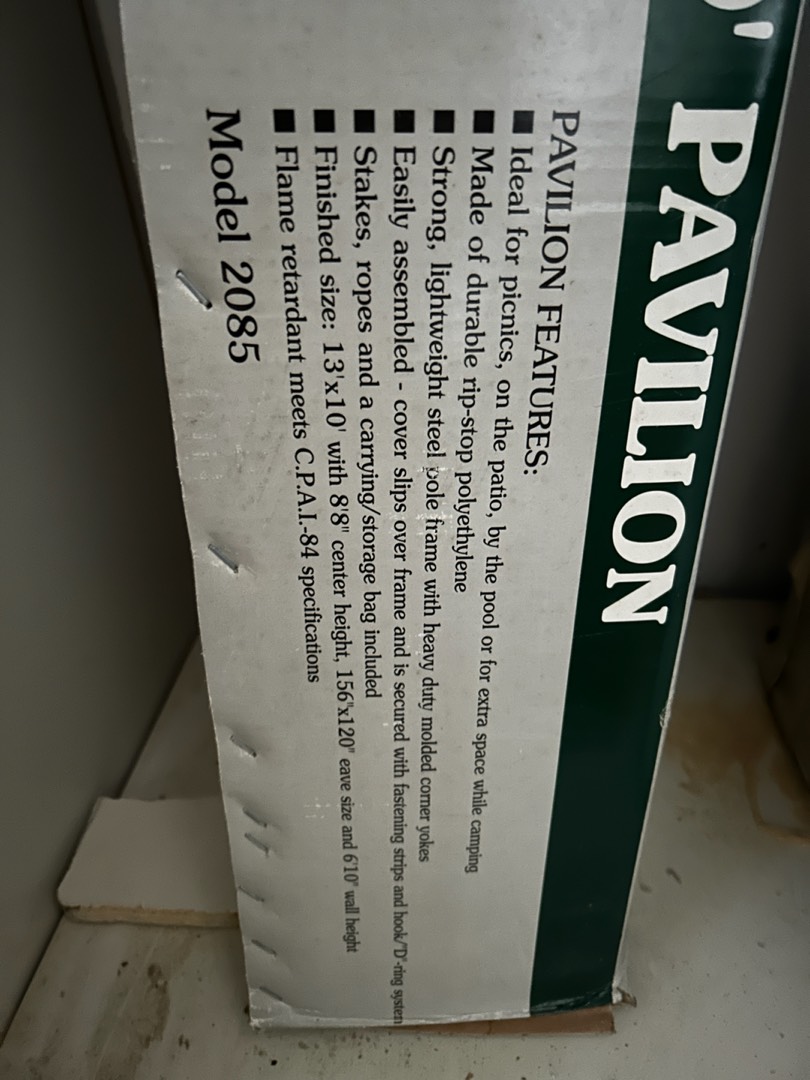 ' PAVILION
PAVILION FEATURES:
■ Ideal for picnics, on the patio, by the pool or for extra space while camping
■ Made of durable rip-stop polyethylene
■ Strong, lightweight steel pole frame with heavy duty molded corner yokes
■ Easily assembled - cover slips over frame and is secured with fastening strips and hook/"D"-ring system
■ Stakes, ropes and a carrying/storage bag included
■ Finished size: 13'x10' with 8'8" center height, 156"x120" eave size and 6'10" wall height
■ Flame retardant meets C.P.A.I.-84 specifications
Model 2085